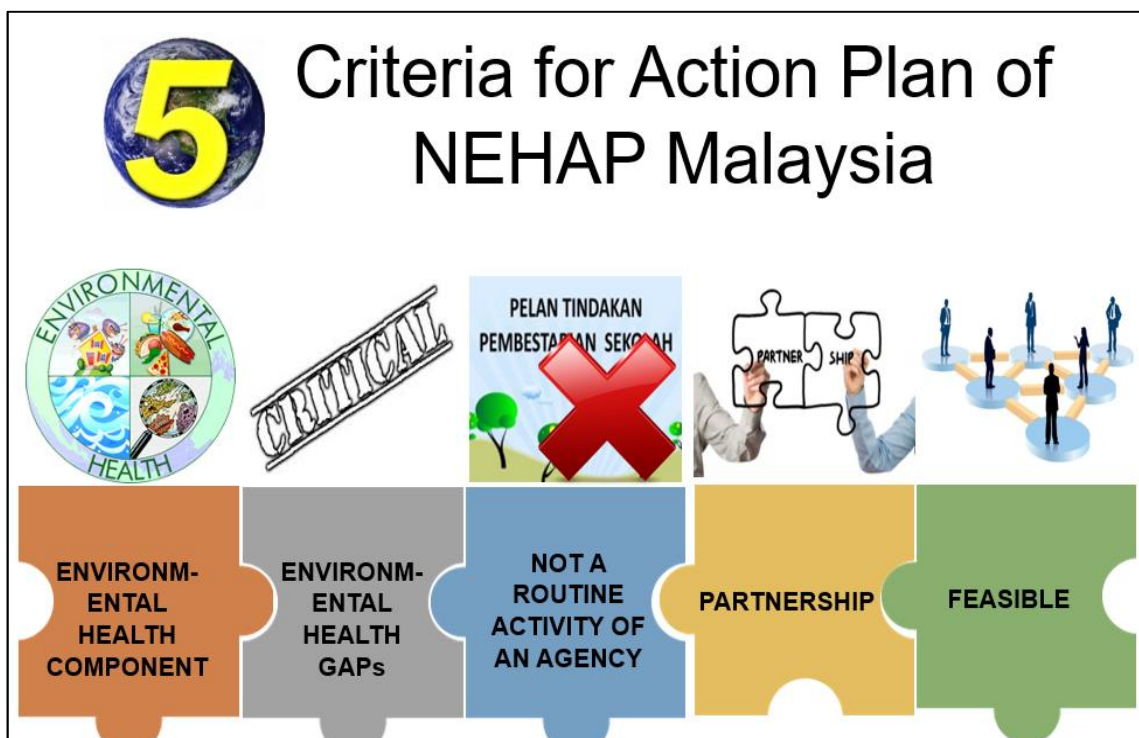 5
Criteria for Action Plan of
NEHAP Malaysia
ENVIRONMENTAL
HEALTH
CRITICAL
PELAN TINDAKAN
PEMBESTARIAN SEKOLAH
PARTNER SHIP
ENVIRONM-
ENTAL
HEALTH
COMPONENT
ENVIRONM-
ENTAL
HEALTH
GAPs
NOT A
ROUTINE
ACTIVITY OF
AN AGENCY
PARTNERSHIP
FEASIBLE